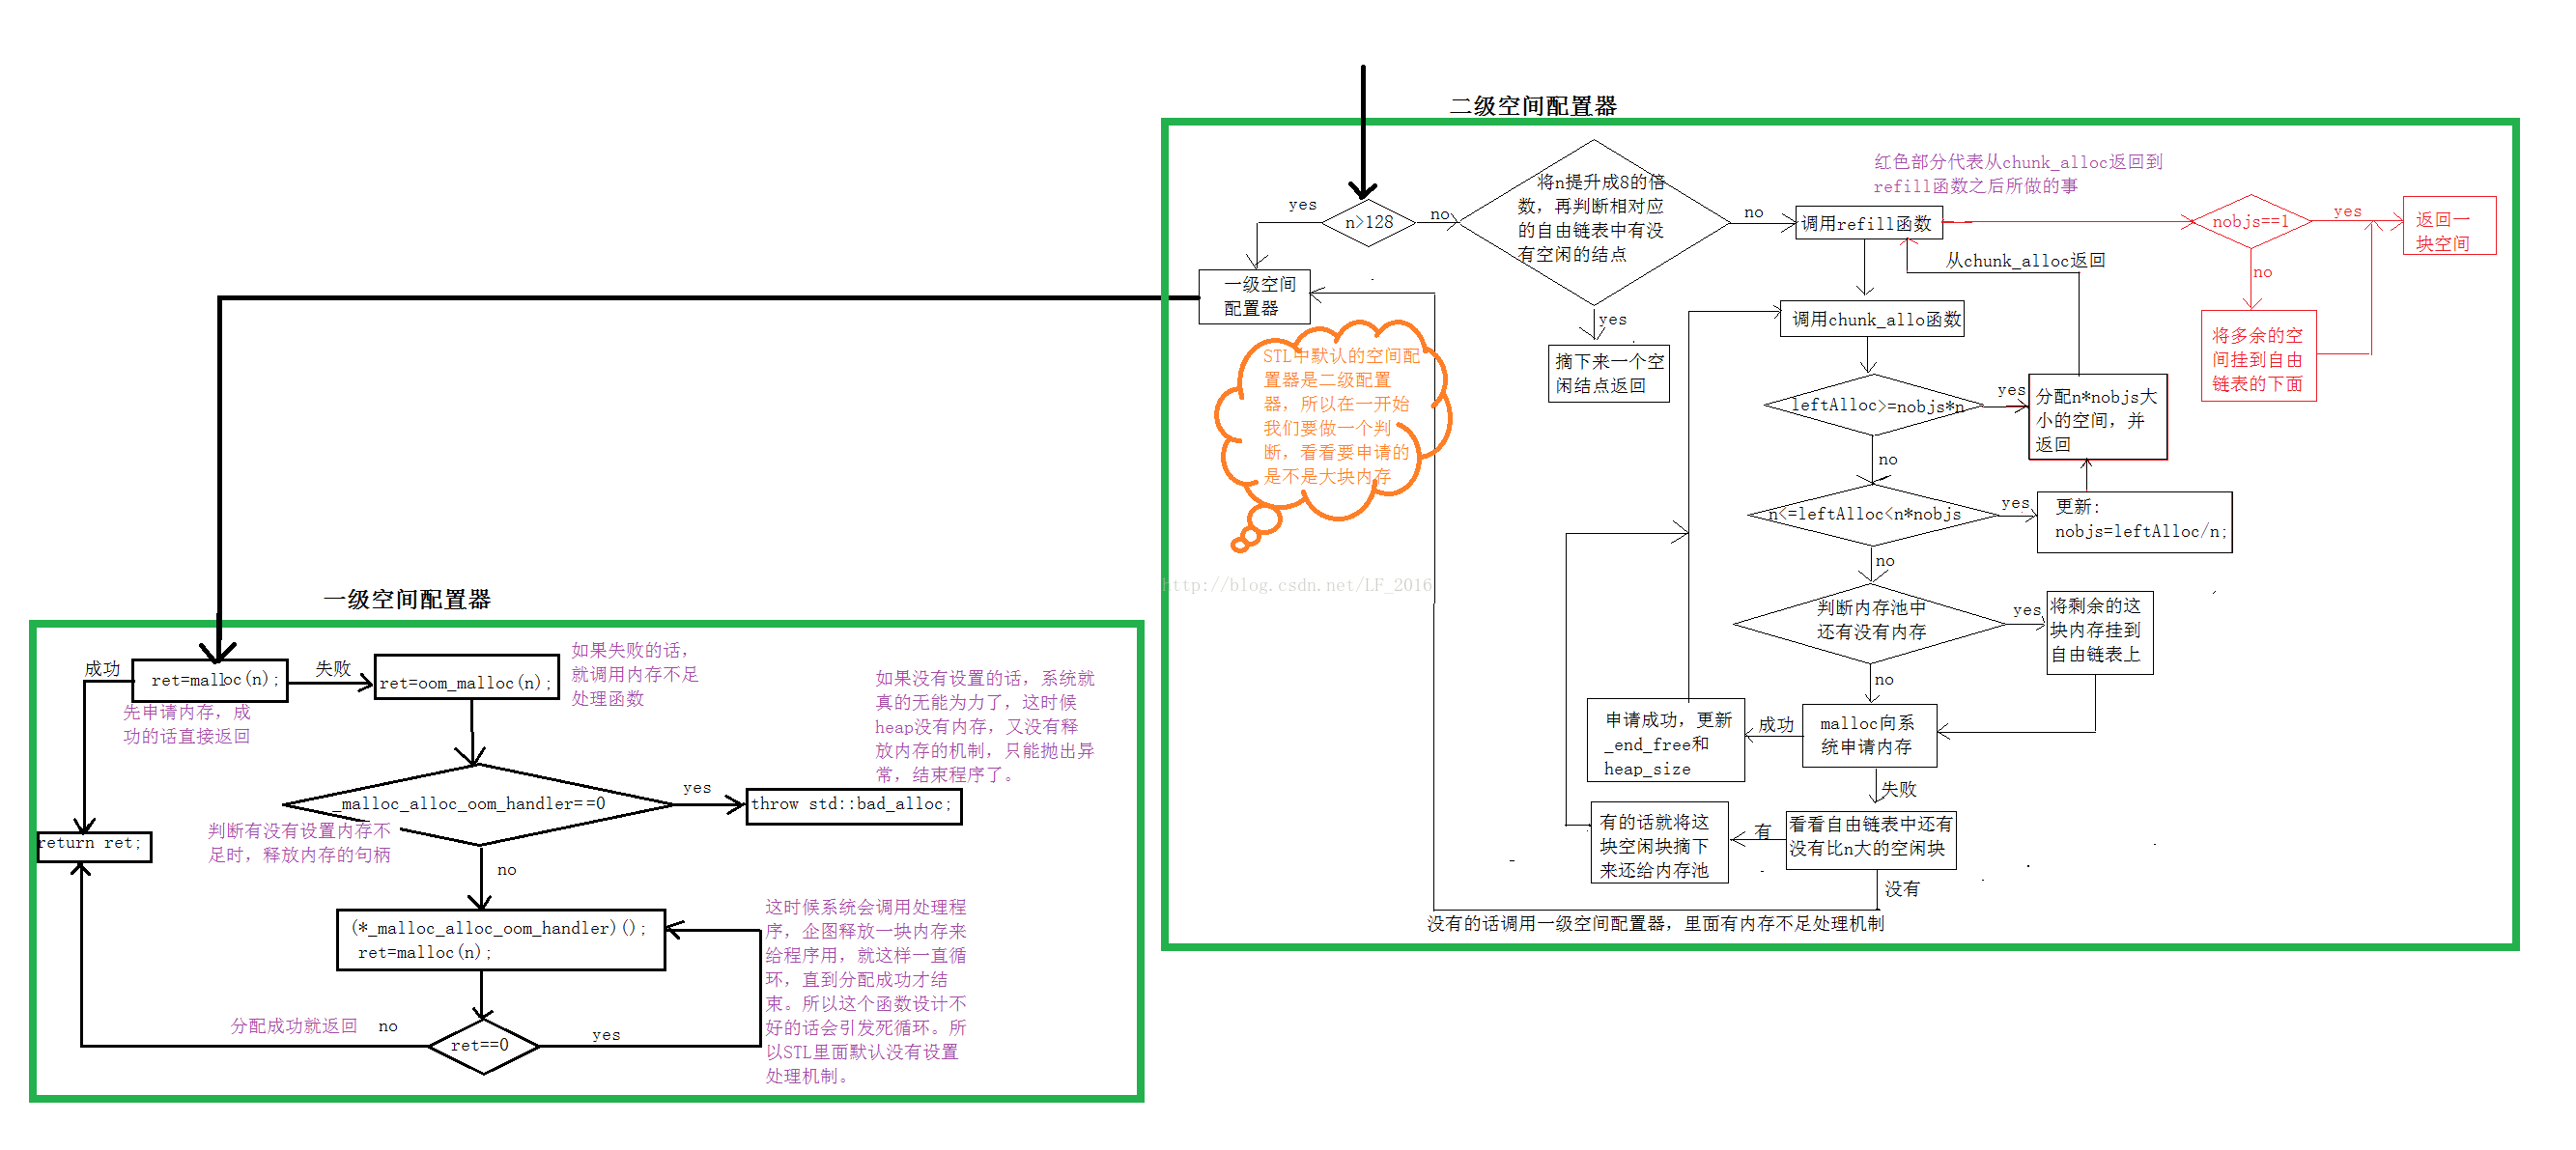 二级空间配置器
n>128
yes
no
将n提升成8的倍
数，再判断相对应
的自由链表中有没
有空闲的结点
no
yes
摘下来一个空
闲结点返回
一级空间
配置器
STL中默认的空间配
置器是二级配置
器，所以在一开始
我们要做一个判
断，看看要申请的
是不是大块内存
http://blog.csdn.net/LF_2016
红色部分代表从chunk_alloc返回到
refill函数之后所做的事
调用refill函数
nobjs==1
yes
返回一
块空间
no
将多余的空
间挂到自由
链表的下面
从chunk_alloc返回
调用chunk_allo函数
leftAlloc>=nobjs*n
yes
分配n*nobjs大
小的空间，并
返回
no
n<=leftAlloc<n*nobjs
yes
更新:
nobjs=leftAlloc/n;
no
判断内存池中
还有没有内存
yes
将剩余的这
块内存挂到
自由链表上
no
malloc向系
统申请内存
成功
申请成功，更新
_end_free和
heap_size
失败
看看自由链表中还有
没有比n大的空闲块
有
有的话就将这
块空闲块摘下
来还给内存池
没有
没有的话调用一级空间配置器，里面有内存不足处理机制
一级空间配置器
成功
ret=malloc(n);
失败
ret=oom_malloc(n);
如果失败的话，
就调用内存不足
处理函数
先申请内存，成
功的话直接返回
如果没有设置的话，系统就
真的无能为力了，这时候
heap没有内存，又没有释
放内存的机制，只能抛出异
常，结束程序了。
_malloc_alloc_oom_handler==0
yes
throw std::bad_alloc;
判断有没有设置内存不
足时，释放内存的句柄
return ret;
no
(*_malloc_alloc_oom_handler)();
ret=malloc(n);
这时候系统会调用处理程
序，企图释放一块内存来
给程序用，就这样一直循
环，直到分配成功才结
束。所以这个函数设计不
好的话会引发死循环。所
以STL里面默认没有设置
处理机制。
分配成功就返回
no
ret==0
yes